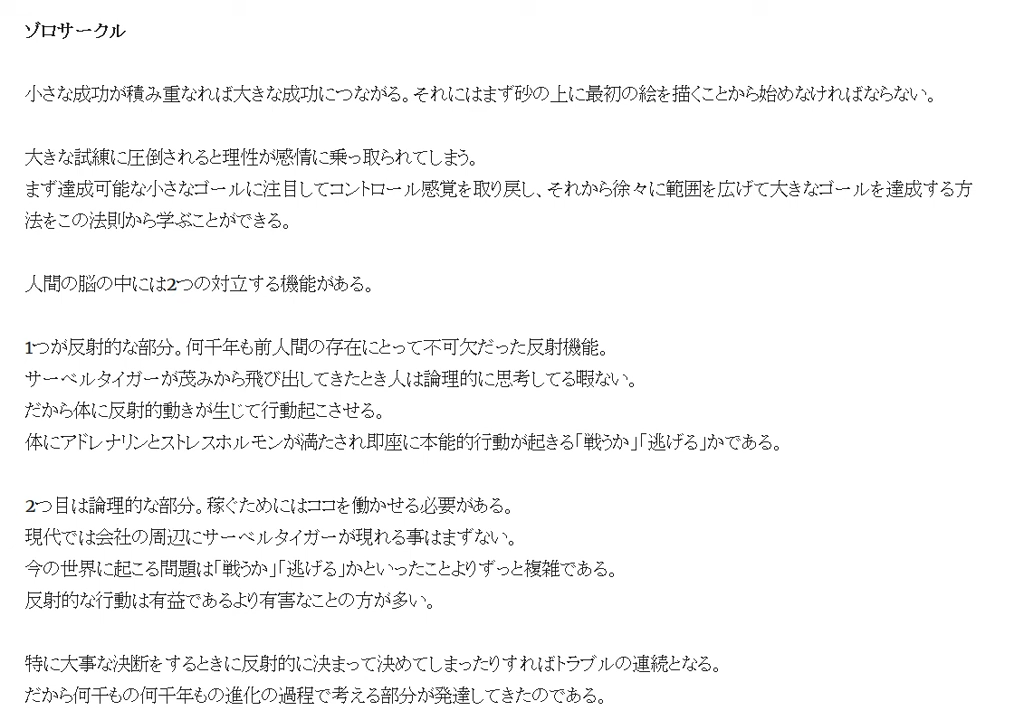 ゾロサークル
小さな成功が積み重なれば大きな成功につながる。それにはまず砂の上に最初の絵を描くことから始めなければならない。
大きな試練に圧倒されると理性が感情に乗っ取られてしまう。
まず達成可能な小さなゴールに注目してコントロール感覚を取り戻し、それから徐々に範囲を広げて大きなゴールを達成する方
法をこの法則から学ぶことができる。
人間の脳の中には2つの対立する機能がある。
1つが反射的な部分。何千年も前人間の存在にとって不可欠だった反射機能。
サーベルタイガーが茂みから飛び出してきたとき人は論理的に思考してる暇ない。
だから体に反射的動きが生じて行動起こさせる。
体にアドレナリンとストレスホルモンが満たされ即座に本能的行動が起きる「戦うか」「逃げる」かである。
2つ目は論理的な部分。稼ぐためにはココを働かせる必要がある。
現代では会社の周辺にサーベルタイガーが現れる事はまずない。
今の世界に起こる問題は「戦うか」「逃げる」かといったことよりずっと複雑である。
反射的な行動は有益であるより有害なことの方が多い。
特に大事な決断をするときに反射的に決まって決めてしまったりすればトラブルの連続となる。
だから何千もの何千年もの進化の過程で考える部分が発達してきたのである。